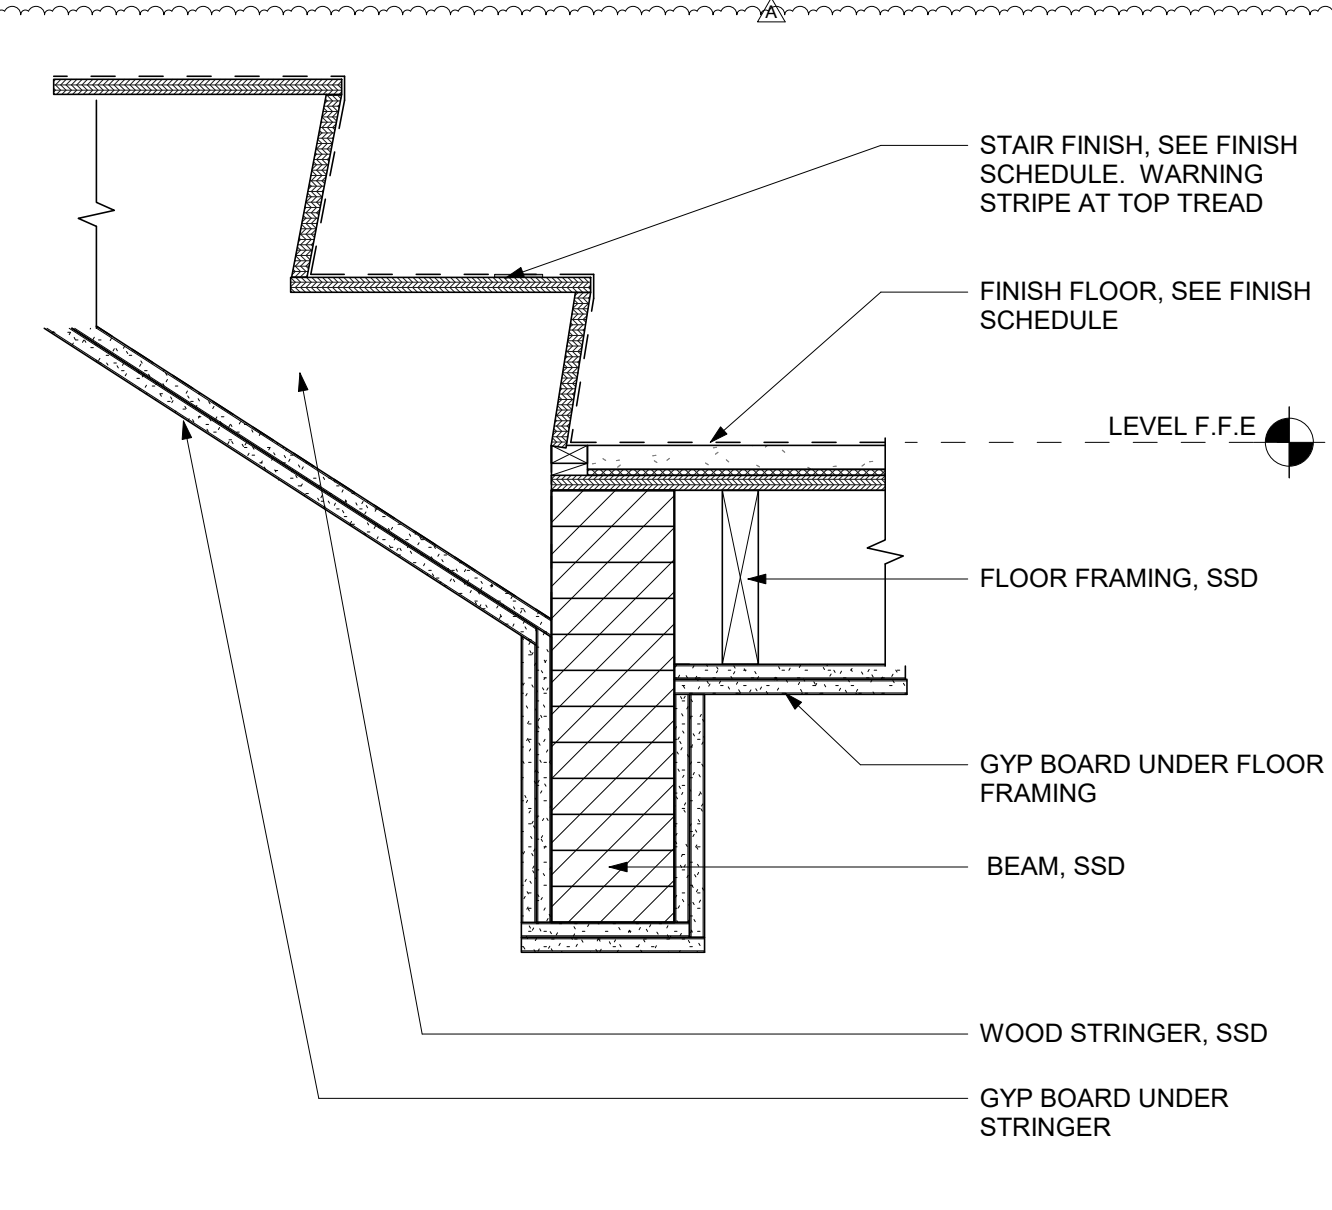 A
STAIR FINISH, SEE FINISH
SCHEDULE. WARNING
STRIPE AT TOP TREAD
FINISH FLOOR, SEE FINISH
SCHEDULE
LEVEL F.F.E
FLOOR FRAMING, SSD
GYP BOARD UNDER FLOOR
FRAMING
BEAM, SSD
WOOD STRINGER, SSD
GYP BOARD UNDER
STRINGER